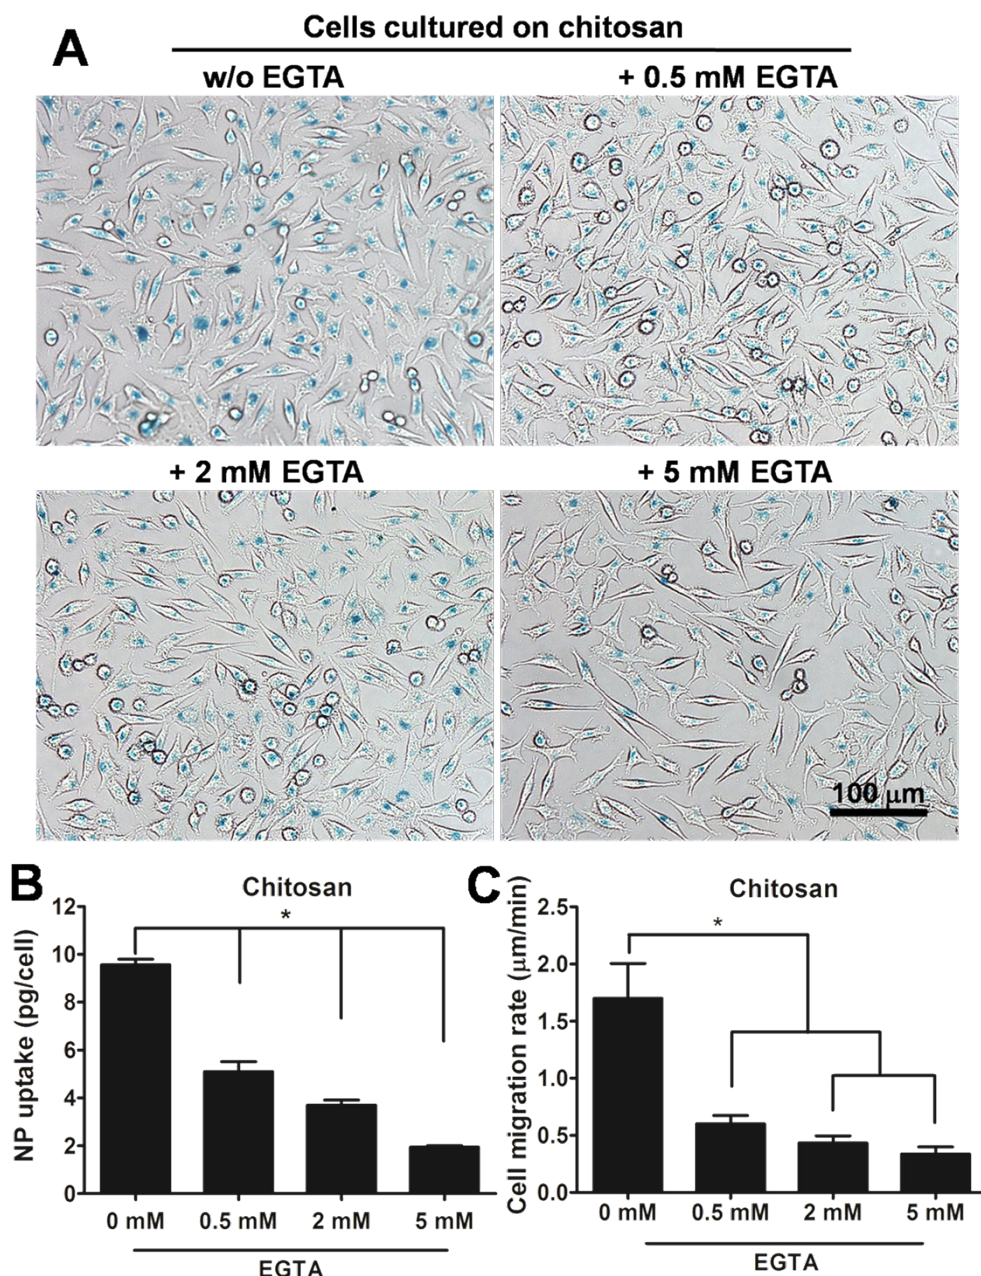 A
Cells cultured on chitosan
w/o EGTA
+ 0.5 mM EGTA
+ 2 mM EGTA
+ 5 mM EGTA
100 μm
B
Chitosan
*
NP uptake (pg/cell)
12
10
8
6
4
2
0
0 mM
0.5 mM
2 mM
5 mM
EGTA
C
Chitosan
*
Cell migration rate (μm/min)
2.5
2.0
1.5
1.0
0.5
0.0
0 mM
0.5 mM
2 mM
5 mM
EGTA